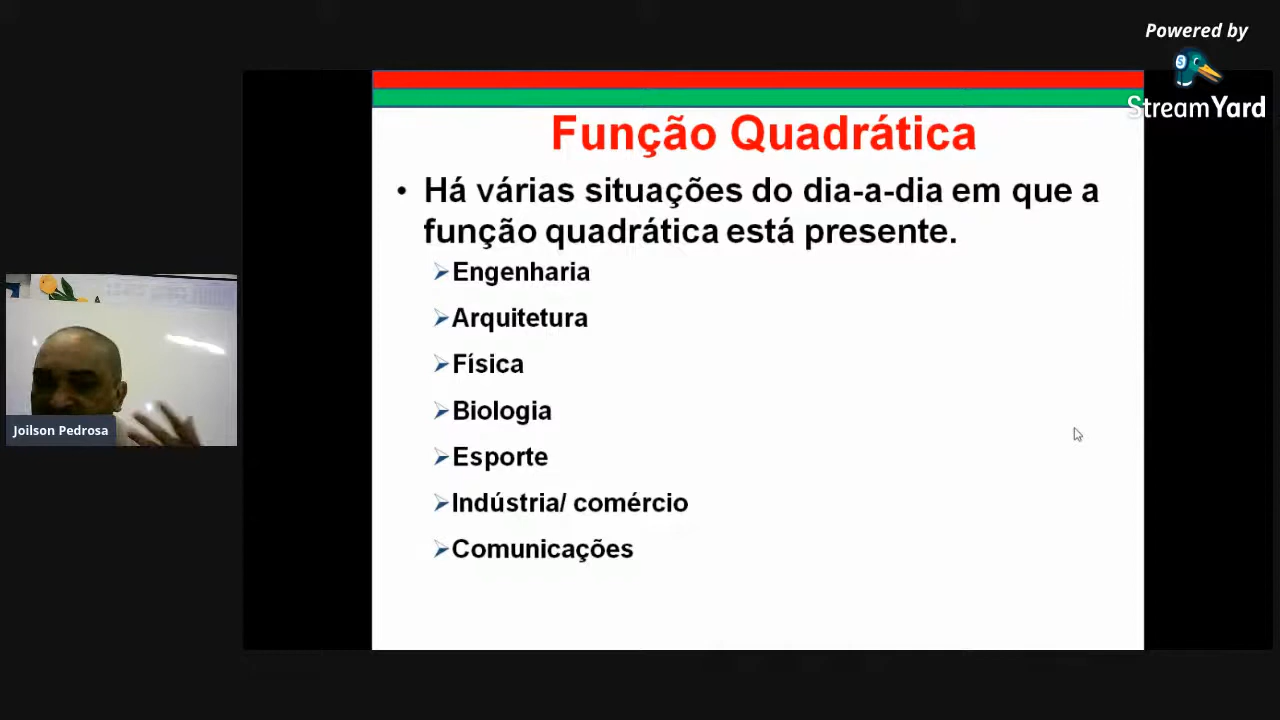 Powered by
StreamYard
Função Quadrática
• Há várias situações do dia-a-dia em que a
função quadrática está presente.
➢Engenharia
➢Arquitetura
➢Física
➢Biologia
➢Esporte
➢Indústria/ comércio
➢Comunicações
Joilson Pedrosa